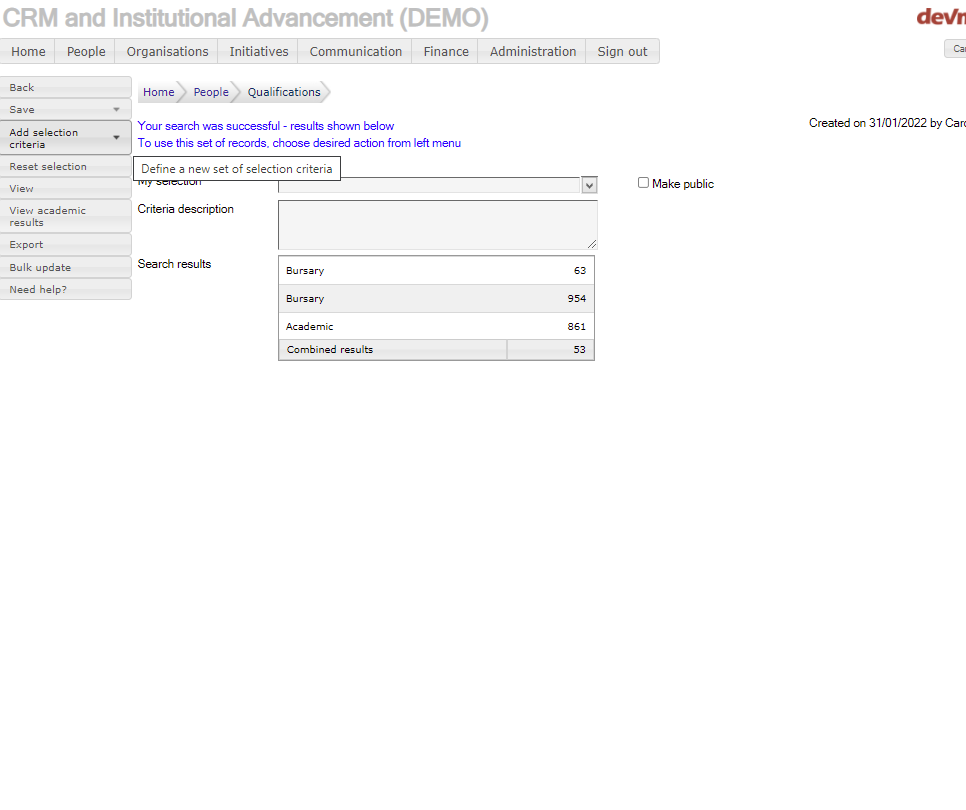 CRM and Institutional Advancement (DEMO)
Home People Organisations Initiatives Communication Finance Administration Sign out
Back
Save
Add selection
criteria
Reset selection
View
View academic
results
Export
Bulk update
Need help?
Home People Qualifications
Your search was successful - results shown below
To use this set of records, choose desired action from left menu
Created on 31/01/2022 by
Define a new set of selection criteria
My selection
Make public
Criteria description
Search results
Bursary 63
Bursary 954
Academic 861
Combined results 53